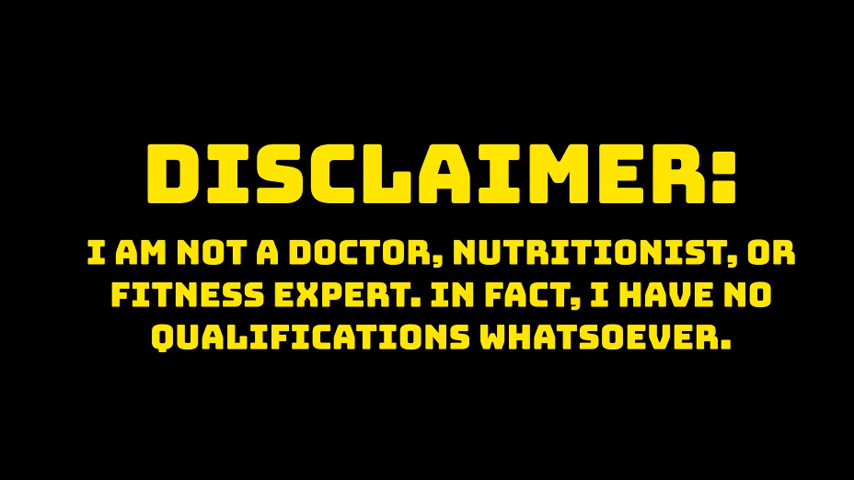 DISCLAIMER:
I AM NOT A DOCTOR, NUTRITIONIST, OR
FITNESS EXPERT. IN FACT, I HAVE NO
QUALIFICATIONS WHATSOEVER.